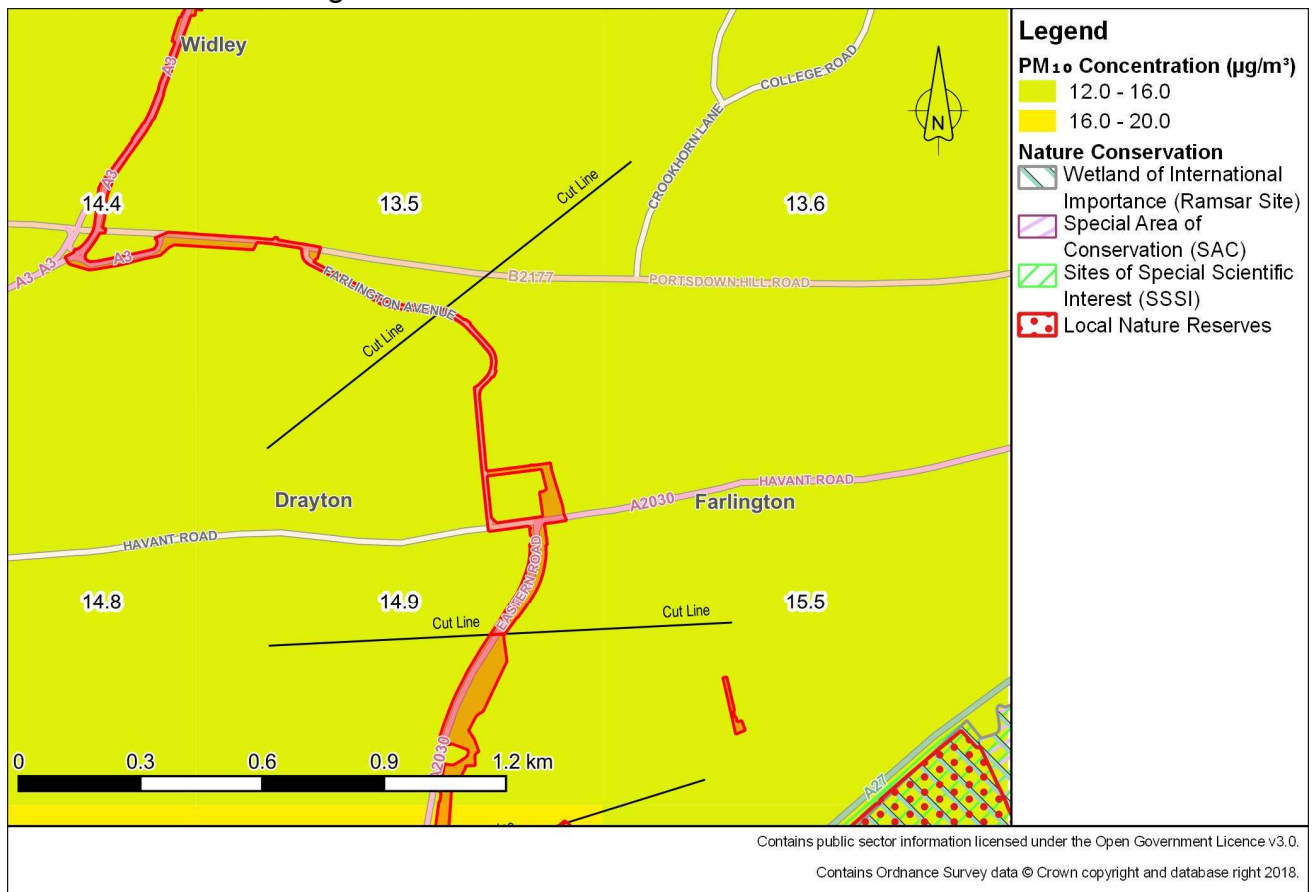 Widley
A3
COLLEGE ROAD
CROOKHORN LANE
N
Cut Line
A3
14.4
13.5
13.6
A3 A3
A3
B2177
PORTSDOWN HILL ROAD
FARLINGTON AVENUE
Cut Line
Drayton
A2030
HAVANT ROAD
Farlington
HAVANT ROAD
EASTERN ROAD
14.8
14.9
15.5
Cut Line
Cut Line
A2030
0 0.3 0.6 0.9 1.2 km
A27
Legend
PM₁₀ Concentration (µg/m³)
12.0 - 16.0
16.0 - 20.0
Nature Conservation
Wetland of International
Importance (Ramsar Site)
Special Area of
Conservation (SAC)
Sites of Special Scientific
Interest (SSSI)
Local Nature Reserves
Contains public sector information licensed under the Open Government Licence v3.0.
Contains Ordnance Survey data © Crown copyright and database right 2018.